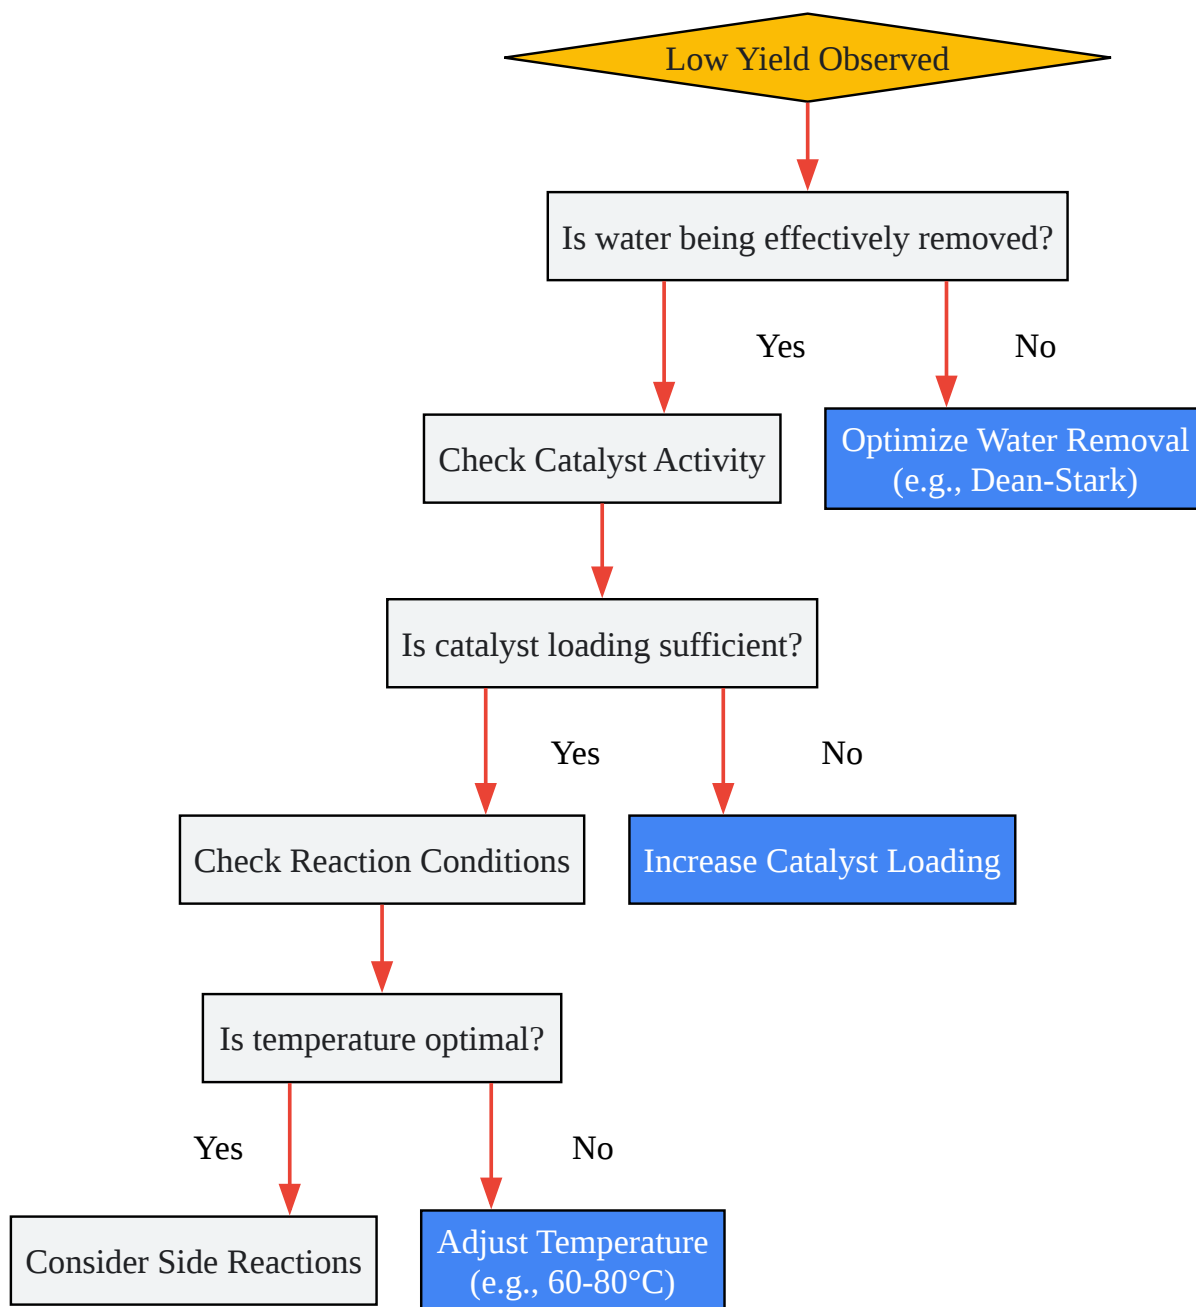 Low Yield Observed
Is water being effectively removed?
Yes
No
Check Catalyst Activity
Optimize Water Removal
(e.g., Dean-Stark)
Is catalyst loading sufficient?
Yes
No
Check Reaction Conditions
Increase Catalyst Loading
Is temperature optimal?
Yes
No
Consider Side Reactions
Adjust Temperature
(e.g., 60-80°C)